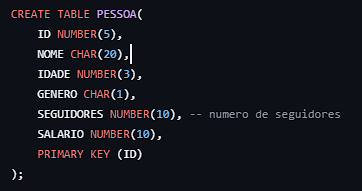 CREATE TABLE PESSOA(
    ID NUMBER(5),
    NOME CHAR(20),
    IDADE NUMBER(3),
    GENERO CHAR(1),
    SEGUIDORES NUMBER(10), -- numero de seguidores
    SALARIO NUMBER(10),
    PRIMARY KEY (ID)
);